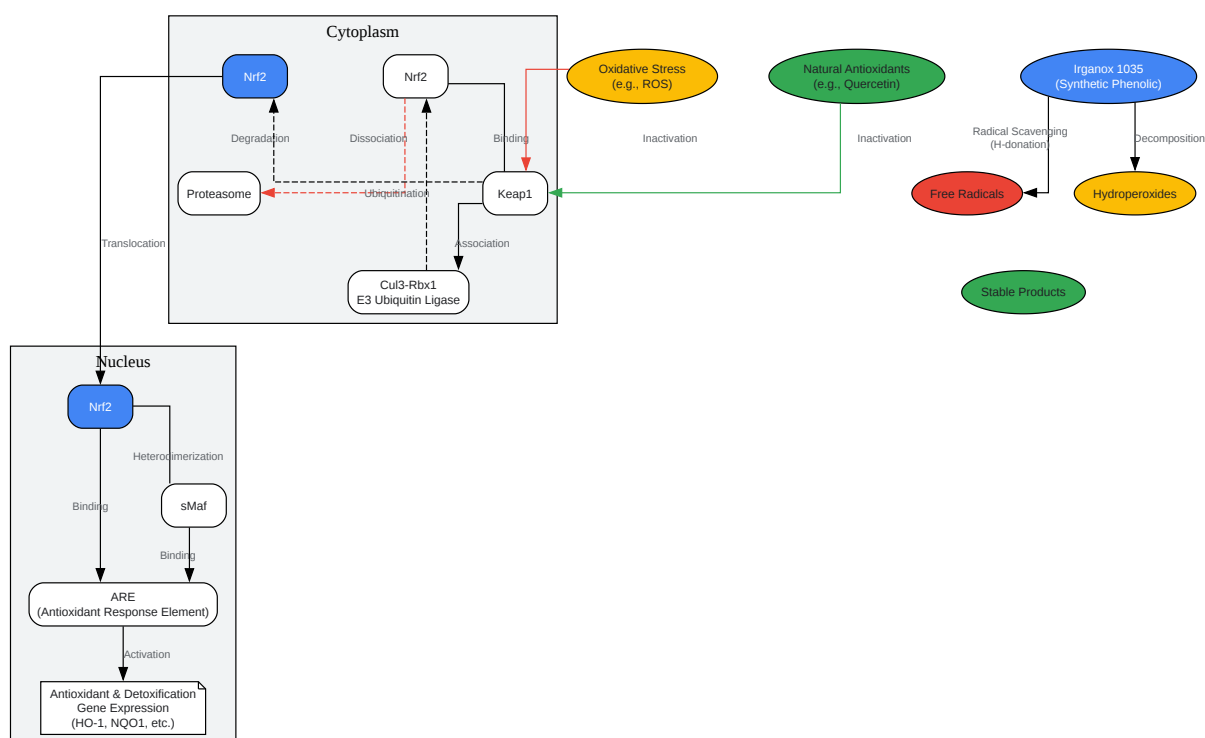 Cytoplasm
Nrf2
Nrf2
Oxidative Stress
(e.g., ROS)
Natural Antioxidants
(e.g., Quercetin)
Irganox 1035
(Synthetic Phenolic)
Degradation
Dissociation
Binding
Inactivation
Inactivation
Radical Scavenging
(H-donation)
Decomposition
Proteasome
Ubiquitination
Keap1
Free Radicals
Hydroperoxides
Translocation
Association
Cul3-Rbx1
E3 Ubiquitin Ligase
Stable Products
Nucleus
Nrf2
Heterodimerization
Binding
sMaf
Binding
ARE
(Antioxidant Response Element)
Activation
Antioxidant & Detoxification
Gene Expression
(HO-1, NQO1, etc.)